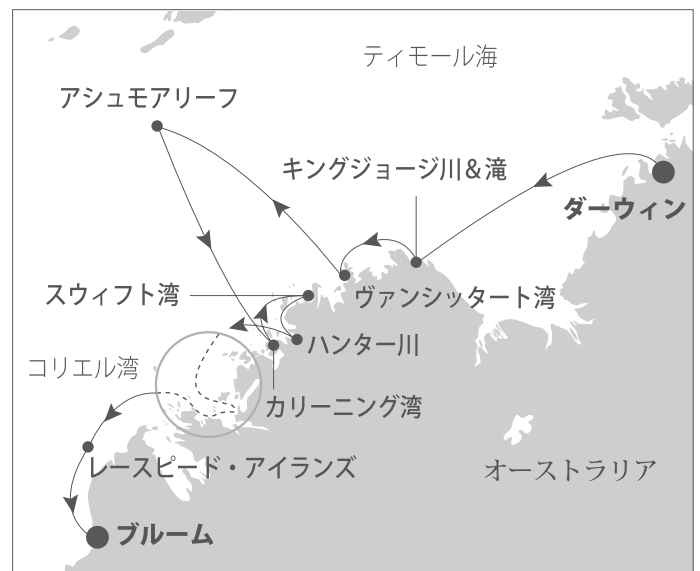 ティモール海
アシュモアリーフ
キングジョージ川&滝
ダーウィン
スウィフト湾
ヴァンシッタート湾
ハンター川
コリエル湾
カリーニング湾
レースピード・アイランズ
オーストラリア
ブルーム